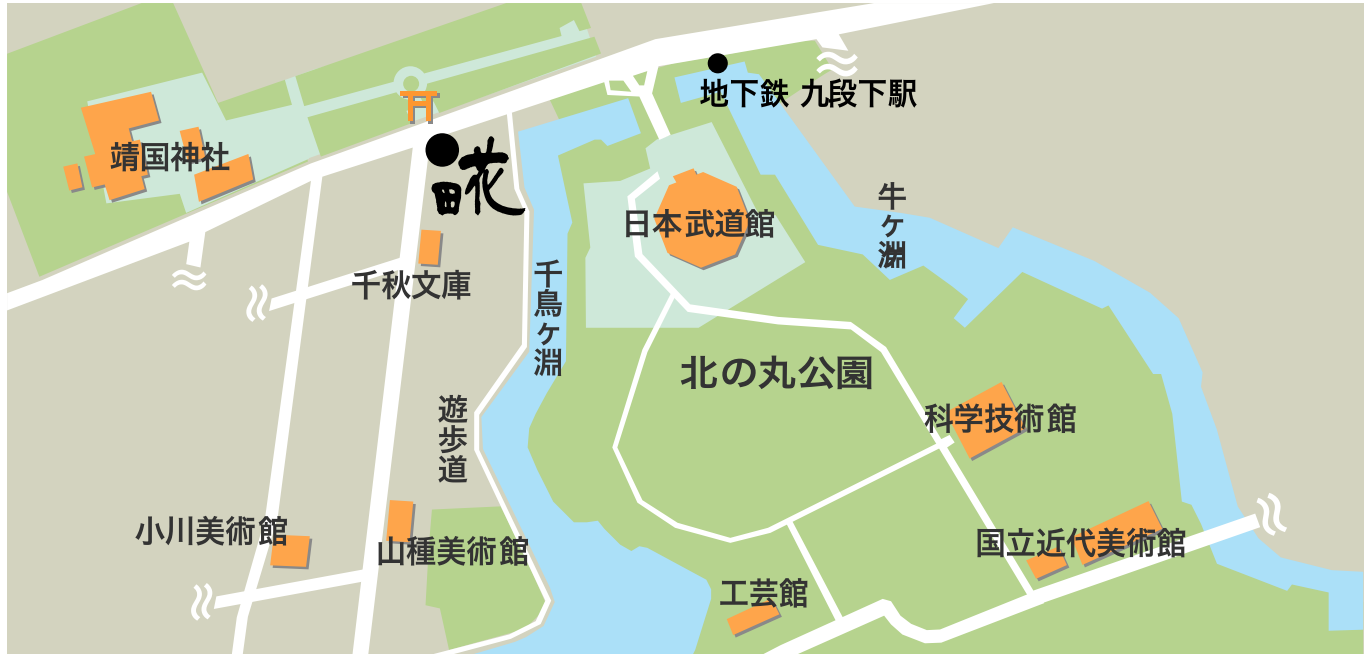 地下鉄 九段下駅
靖国神社
花田
日本武道館
牛ヶ淵
千秋文庫
千鳥ヶ淵
北の丸公園
遊歩道
科学技術館
小川美術館
山種美術館
国立近代美術館
工芸館